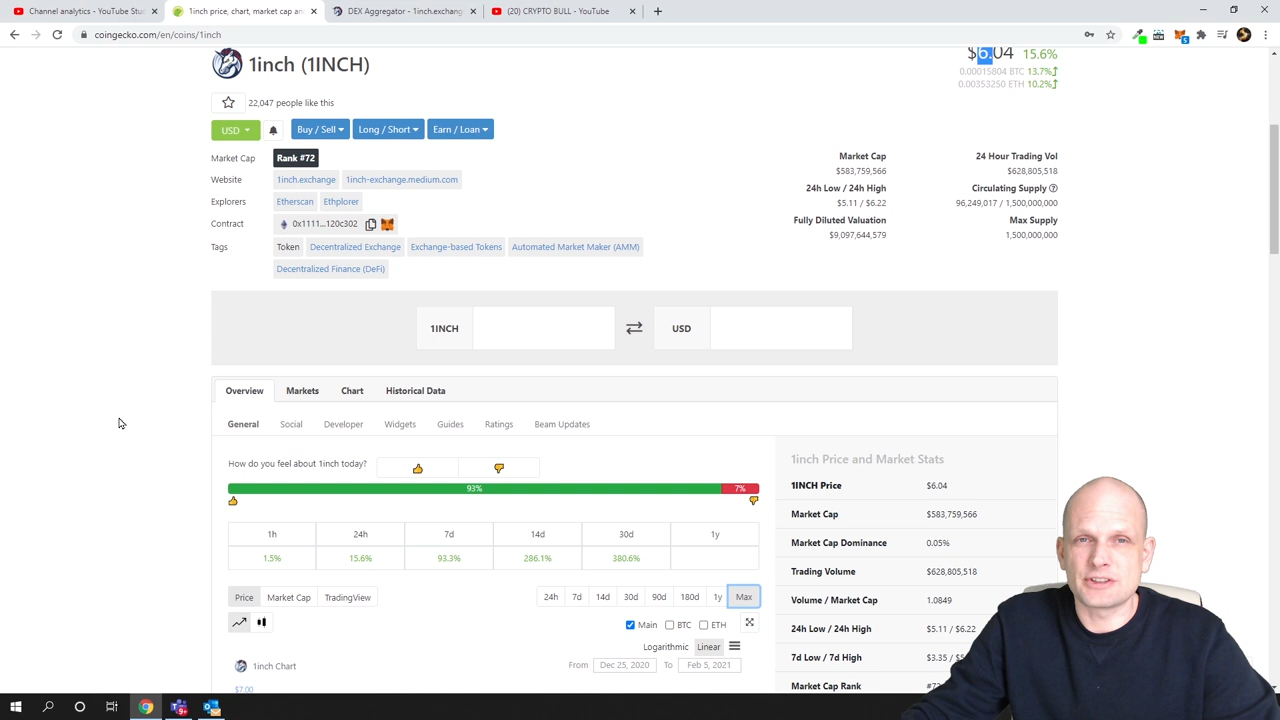 Channel analytics - YouTube Stu
1inch price, chart, market cap an
DEX Aggregator - 1inch.exchang
(20) CRYPTO BULL - YouTube
coingecko.com/en/coins/1inch
1inch (1INCH)
$6.04 15.6%
0.00015804 BTC 13.7%
0.00353250 ETH 10.2%
22,047 people like this
USD
Buy / Sell
Long / Short
Earn / Loan
Market Cap Rank #72
Website 1inch.exchange 1inch-exchange.medium.com
Explorers Etherscan Ethplorer
Contract 0x1111...120c302
Tags Token Decentralized Exchange Exchange-based Tokens Automated Market Maker (AMM)
Decentralized Finance (DeFi)
Market Cap
$583,759,566
24 Hour Trading Vol
$628,805,518
24h Low / 24h High
$5.11 / $6.22
Circulating Supply
96,249,017 / 1,500,000,000
Fully Diluted Valuation
$9,097,644,579
Max Supply
1,500,000,000
1INCH
USD
Overview Markets Chart Historical Data
General Social Developer Widgets Guides Ratings Beam Updates
How do you feel about 1inch today?
93% 7%
1h 24h 7d 14d 30d 1y
1.5% 15.6% 93.3% 286.1% 380.6%
Price Market Cap TradingView
24h 7d 14d 30d 90d 180d 1y Max
Main BTC ETH
Logarithmic Linear
1inch Chart
From Dec 25, 2020 To Feb 5, 2021
$7.00
1inch Price and Market Stats
1INCH Price $6.04
Market Cap $583,759,566
Market Cap Dominance 0.05%
Trading Volume $628,805,518
Volume / Market Cap 1.0849
24h Low / 24h High $5.11 / $6.22
7d Low / 7d High $3.35 / $5
Market Cap Rank #72